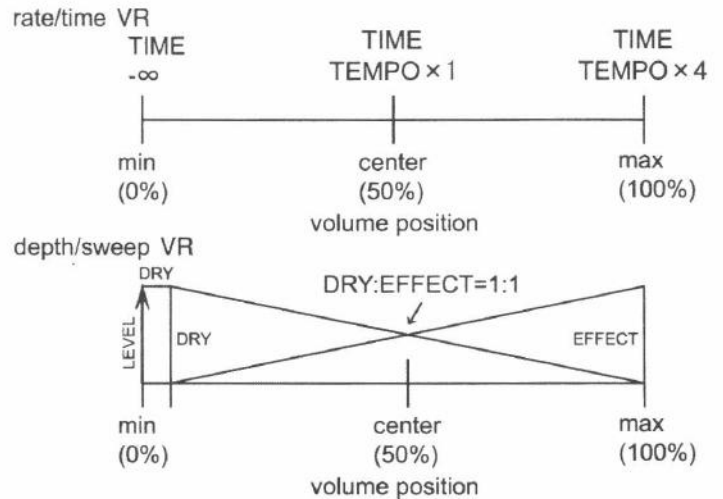 rate/time VR
TIME TIME TIME
-∞ TEMPO×1 TEMPO×4
min center max
(0%) (50%) (100%)
volume position
depth/sweep VR
DRY
DRY:EFFECT=1:1
LEVEL DRY EFFECT
min center max
(0%) (50%) (100%)
volume position